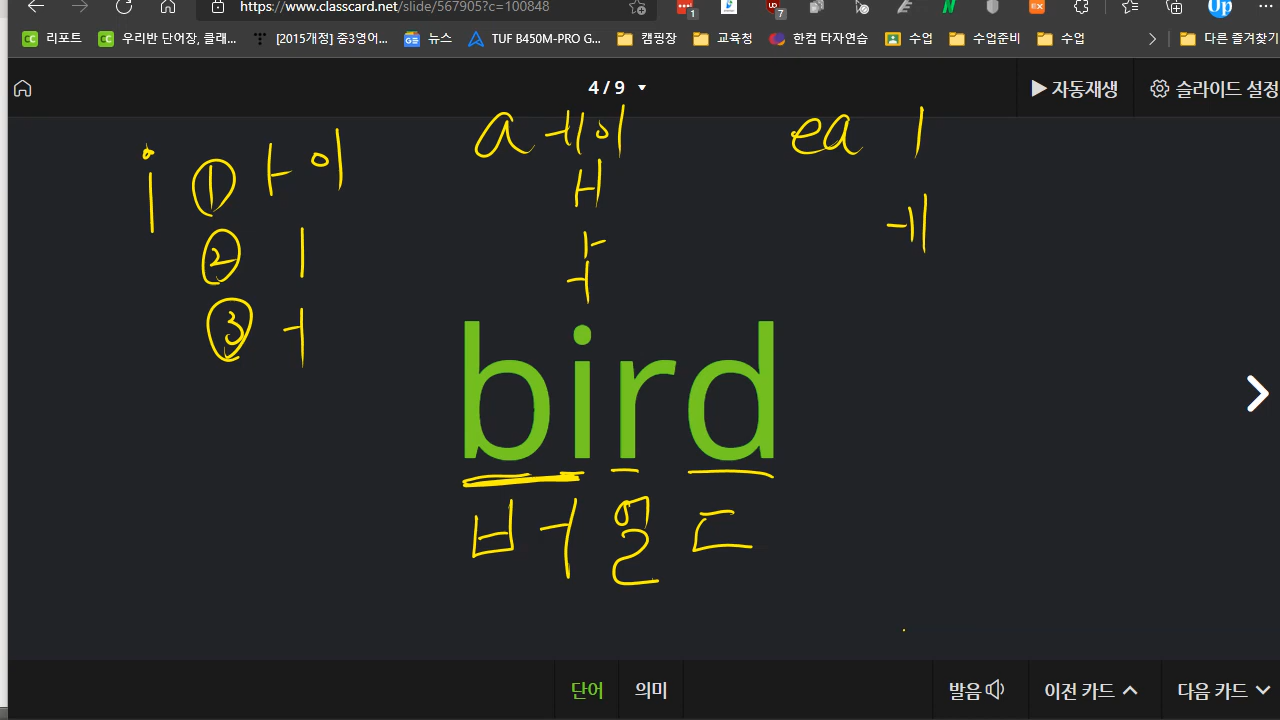 https://www.classcard.net/slide/567905?c=100848
리포트 우리반 단어장, 클래... [2015개정] 중3영어... 뉴스 TUF B450M-PRO G... 캠핑장 교육청 한컴 타자연습 수업 수업준비 수업 다른 즐겨찾기
4 / 9 자동재생 슬라이드 설정
i ① ㅏ이
② ㅣ
③ ㅓ
a ㅔ이
ㅐ
ㅏ
ㅓ
ea ㅣ
ㅔ
bird
ㅂ ㅓ 얼 ㄷ
단어 의미 발음 이전 카드 다음 카드